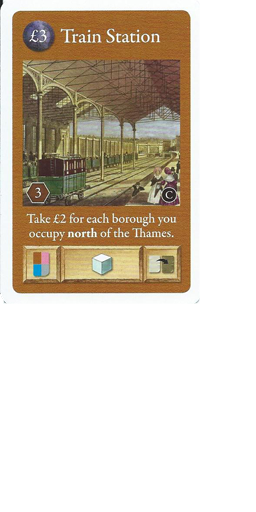 £3 Train Station
3
C
Take £2 for each borough you
occupy north of the Thames.